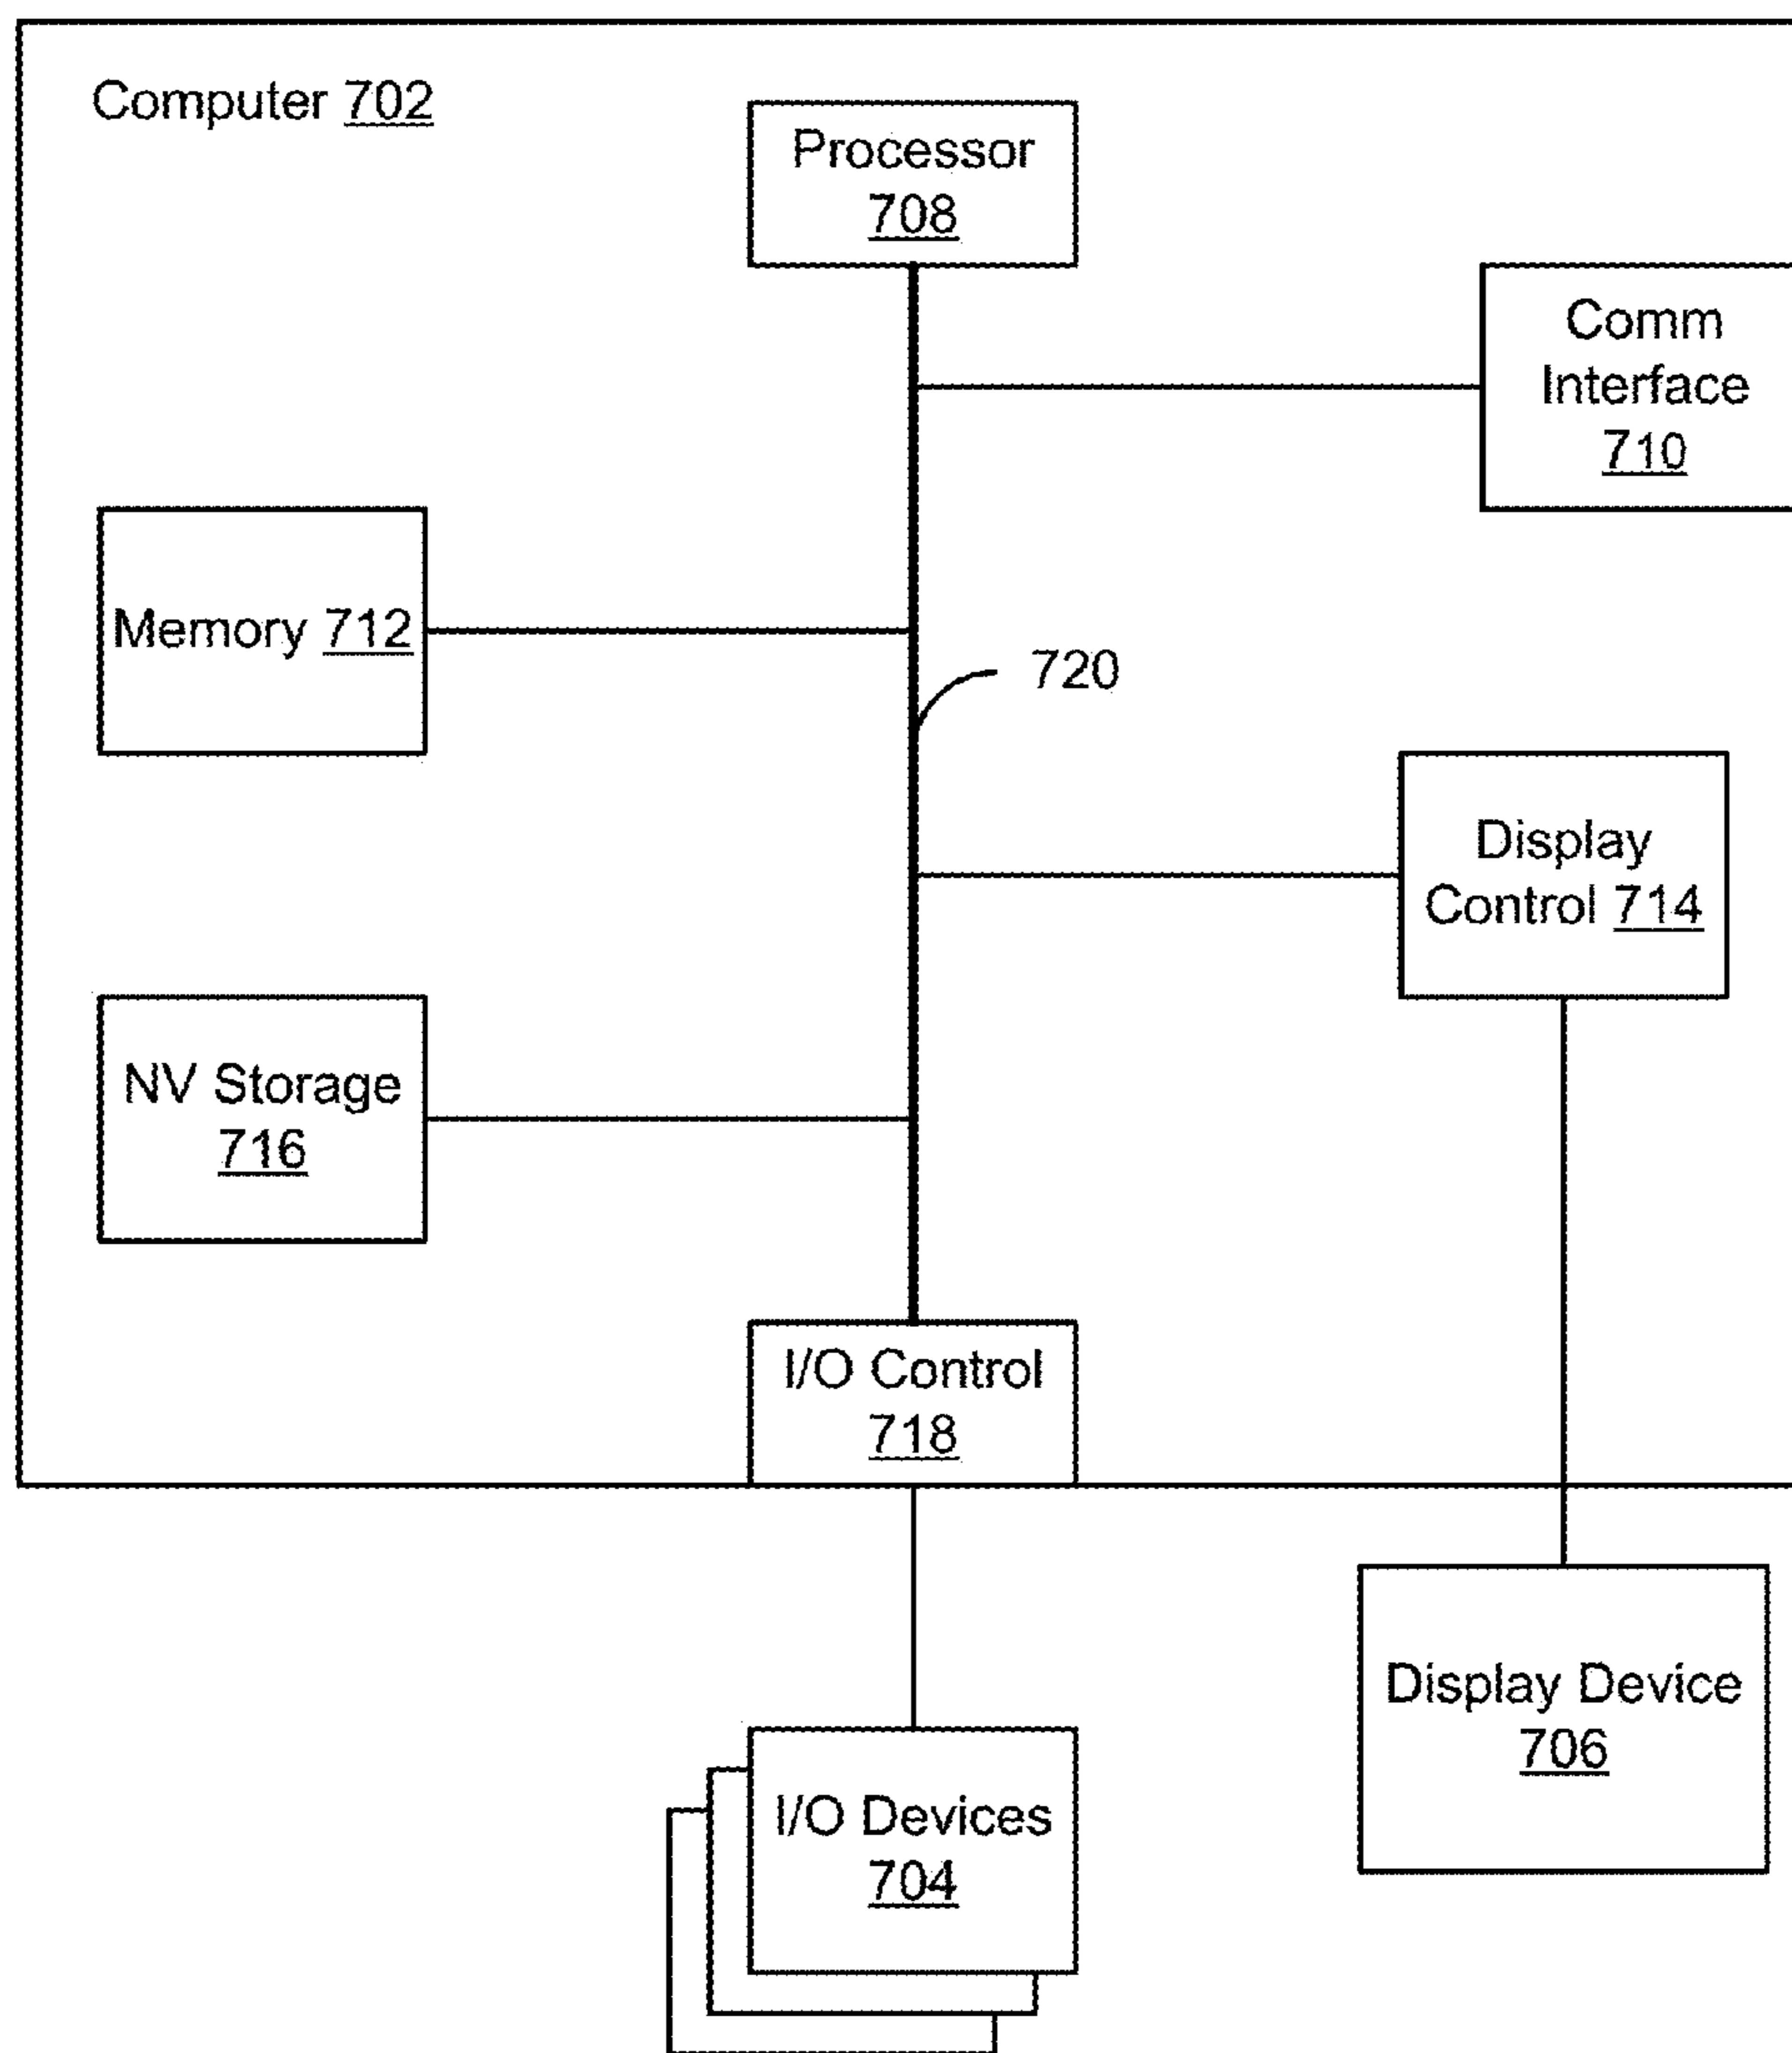 Computer 702
Processor
708
Comm
Interface
710
Memory 712
720
Display
Control 714
NV Storage
716
I/O Control
718
Display Device
706
I/O Devices
704